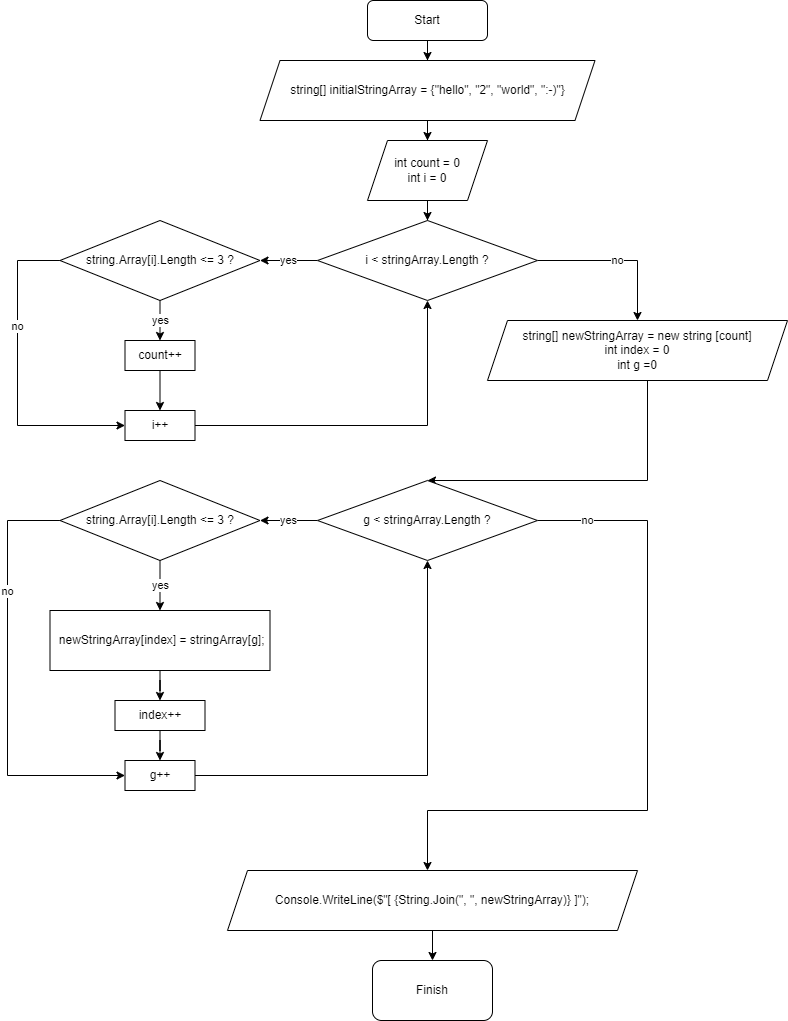 Start
string[] initialStringArray = {"hello", "2", "world", ":-)"}
int count = 0
int i = 0
i < stringArray.Length ?
yes
string.Array[i].Length <= 3 ?
no
yes
count++
i++
no
string[] newStringArray = new string [count]
int index = 0
int g =0
g < stringArray.Length ?
yes
string.Array[i].Length <= 3 ?
no
yes
newStringArray[index] = stringArray[g];
index++
g++
no
Console.WriteLine($"[ {String.Join(", ", newStringArray)} ]");
Finish